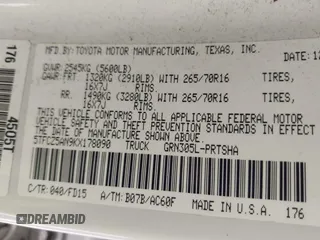 MFD. BY: TOYOTA MOTOR MANUFACTURING, TEXAS, INC. DATE: 12
GVWR 2545KG (5600LB)
GAWR: FRT 1320KG (2910LB) WITH 265/70R16 TIRES,
16X7J RIMS,
RR. 1490KG (3280LB) WITH 265/70R16 TIRES,
16X7J RIMS,
THIS VEHICLE CONFORMS TO ALL APPLICABLE FEDERAL MOTOR
VEHICLE SAFETY AND THEFT PREVENTION STANDARDS IN EFFECT
ON THE DATE OF MANUFACTURE SHOWN ABOVE.
5TFCZ5AN9KX178090 TRUCK GRN305L-PRTSHA
C/TR: 040/FD15 A/TM: B07B/AC60F MADE IN U.S.A. 176
176
45057
DREAMBID